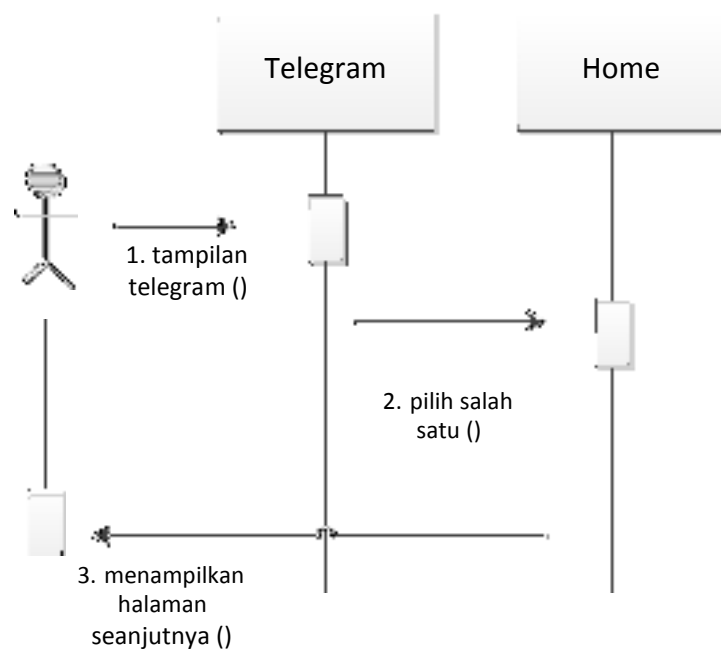 Telegram
Home
1. tampilan
telegram ()
2. pilih salah
satu ()
3. menampilkan
halaman
seanjutnya ()